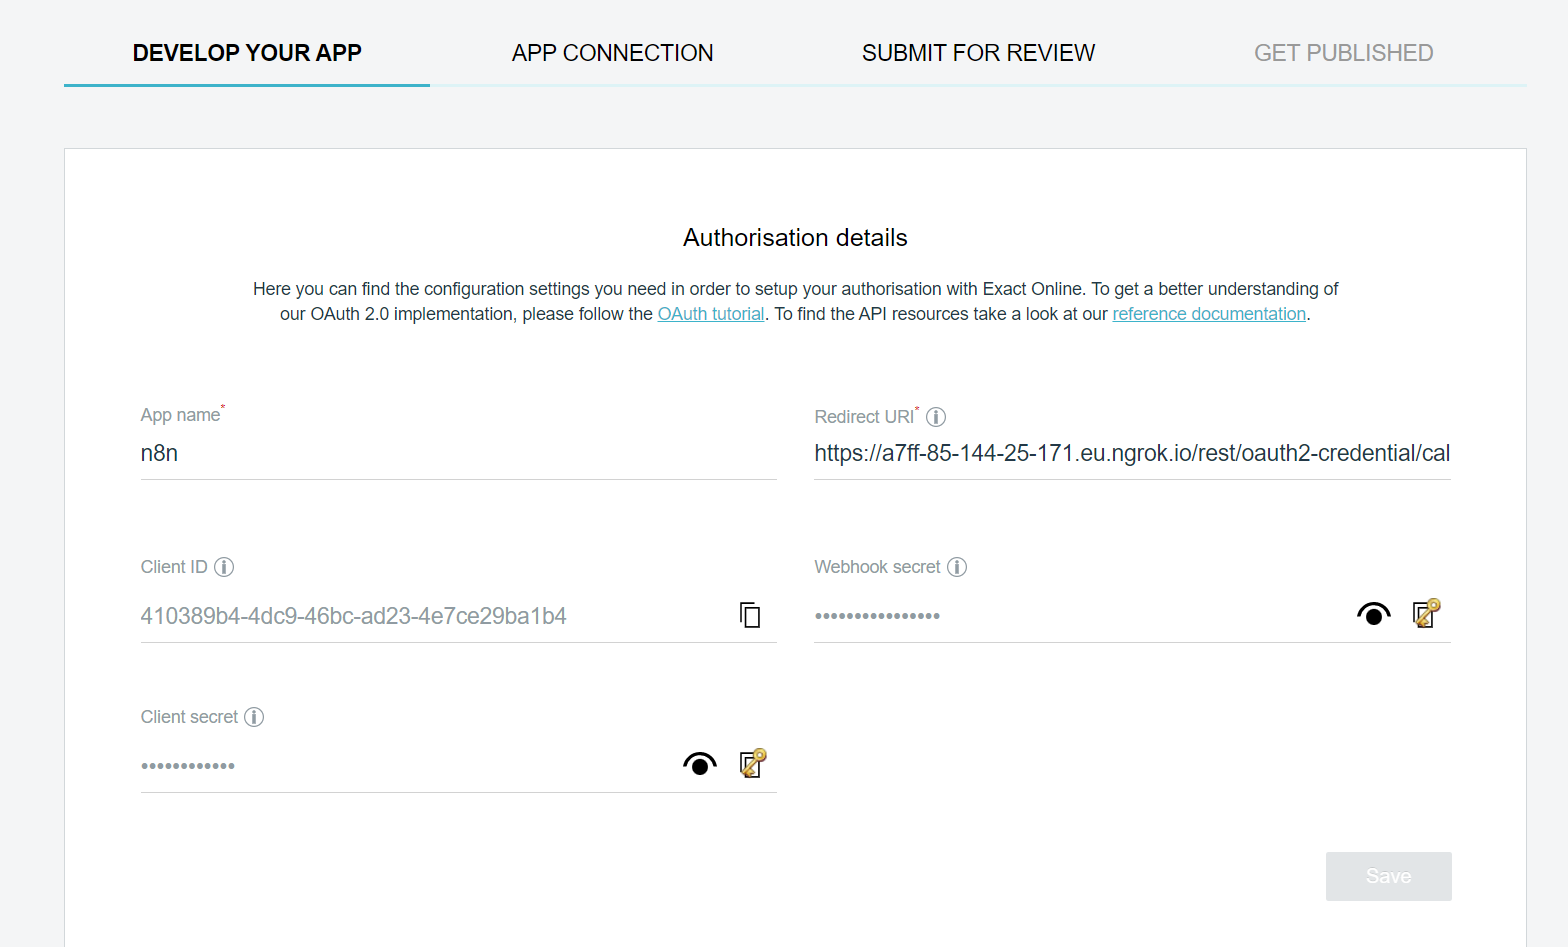 DEVELOP YOUR APP
APP CONNECTION
SUBMIT FOR REVIEW
GET PUBLISHED
Authorisation details
Here you can find the configuration settings you need in order to setup your authorisation with Exact Online. To get a better understanding of
our OAuth 2.0 implementation, please follow the OAuth tutorial. To find the API resources take a look at our reference documentation.
App name*
Redirect URI*
n8n
https://a7ff-85-144-25-171.eu.ngrok.io/rest/oauth2-credential/cal
Client ID
Webhook secret
410389b4-4dc9-46bc-ad23-4e7ce29ba1b4
••••••••••••••••
Client secret
••••••••••••
Save